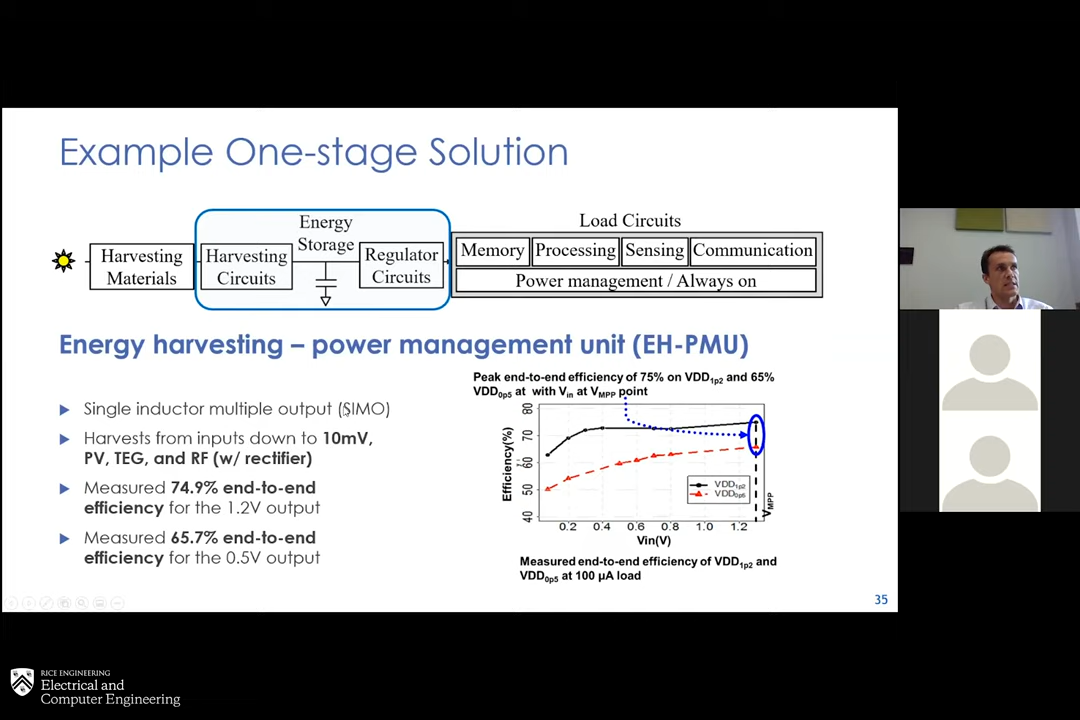 Example One-stage Solution
Energy
Storage
Load Circuits
Harvesting
Materials
Harvesting
Circuits
Regulator
Circuits
Memory
Processing
Sensing
Communication
Power management / Always on
Energy harvesting – power management unit (EH-PMU)
Single inductor multiple output (SIMO)
Harvests from inputs down to 10mV,
PV, TEG, and RF (w/ rectifier)
Measured 74.9% end-to-end
efficiency for the 1.2V output
Measured 65.7% end-to-end
efficiency for the 0.5V output
Peak end-to-end efficiency of 75% on VDD1p2 and 65%
VDD0p5 at with Vin at VMPP point
Efficiency(%)
80
70
60
50
40
VDD1p2
VDD0p5
VMPP
0.2 0.4 0.6 0.8 1.0 1.2
Vin(V)
Measured end-to-end efficiency of VDD1p2 and
VDD0p5 at 100 µA load
35
RICE ENGINEERING
Electrical and
Computer Engineering